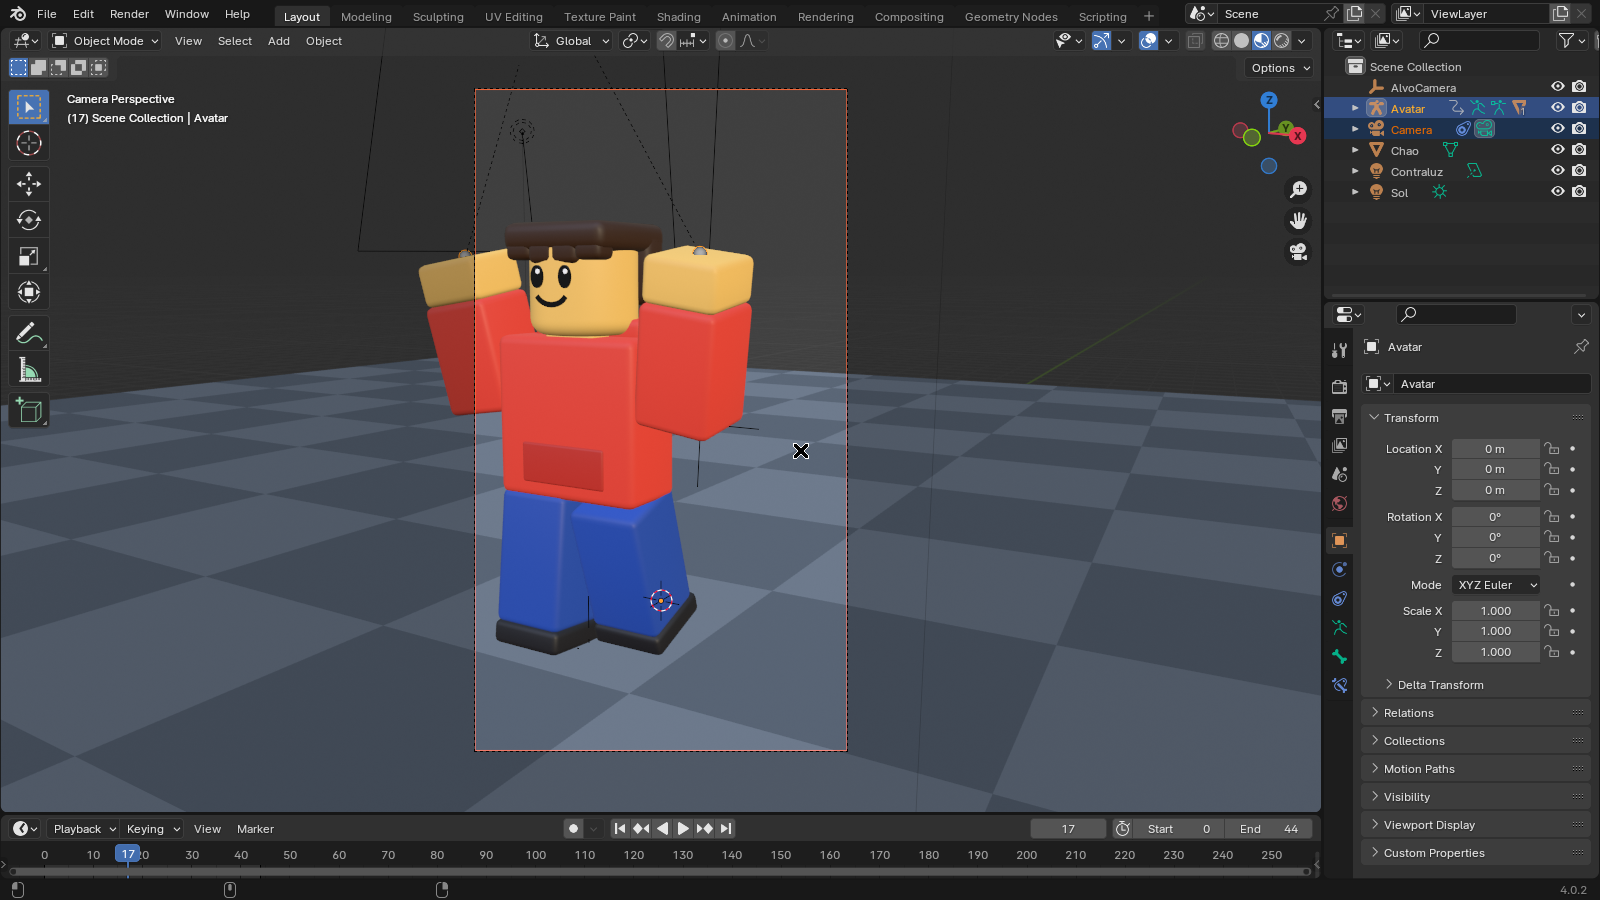 File Edit Render Window Help
Layout Modeling Sculpting UV Editing Texture Paint Shading Animation Rendering Compositing Geometry Nodes Scripting
Scene
ViewLayer
Object Mode View Select Add Object
Global
Options
Camera Perspective
(17) Scene Collection | Avatar
Z
Y
X
Scene Collection
AlvoCamera
Avatar
Camera
Chao
Contraluz
Sol
Avatar
Avatar
Transform
Location X 0 m
Y 0 m
Z 0 m
Rotation X 0°
Y 0°
Z 0°
Mode XYZ Euler
Scale X 1.000
Y 1.000
Z 1.000
Delta Transform
Relations
Collections
Motion Paths
Visibility
Viewport Display
Custom Properties
Playback Keying View Marker
17 Start 0 End 44
0 10 17 20 30 40 50 60 70 80 90 100 110 120 130 140 150 160 170 180 190 200 210 220 230 240 250
4.0.2